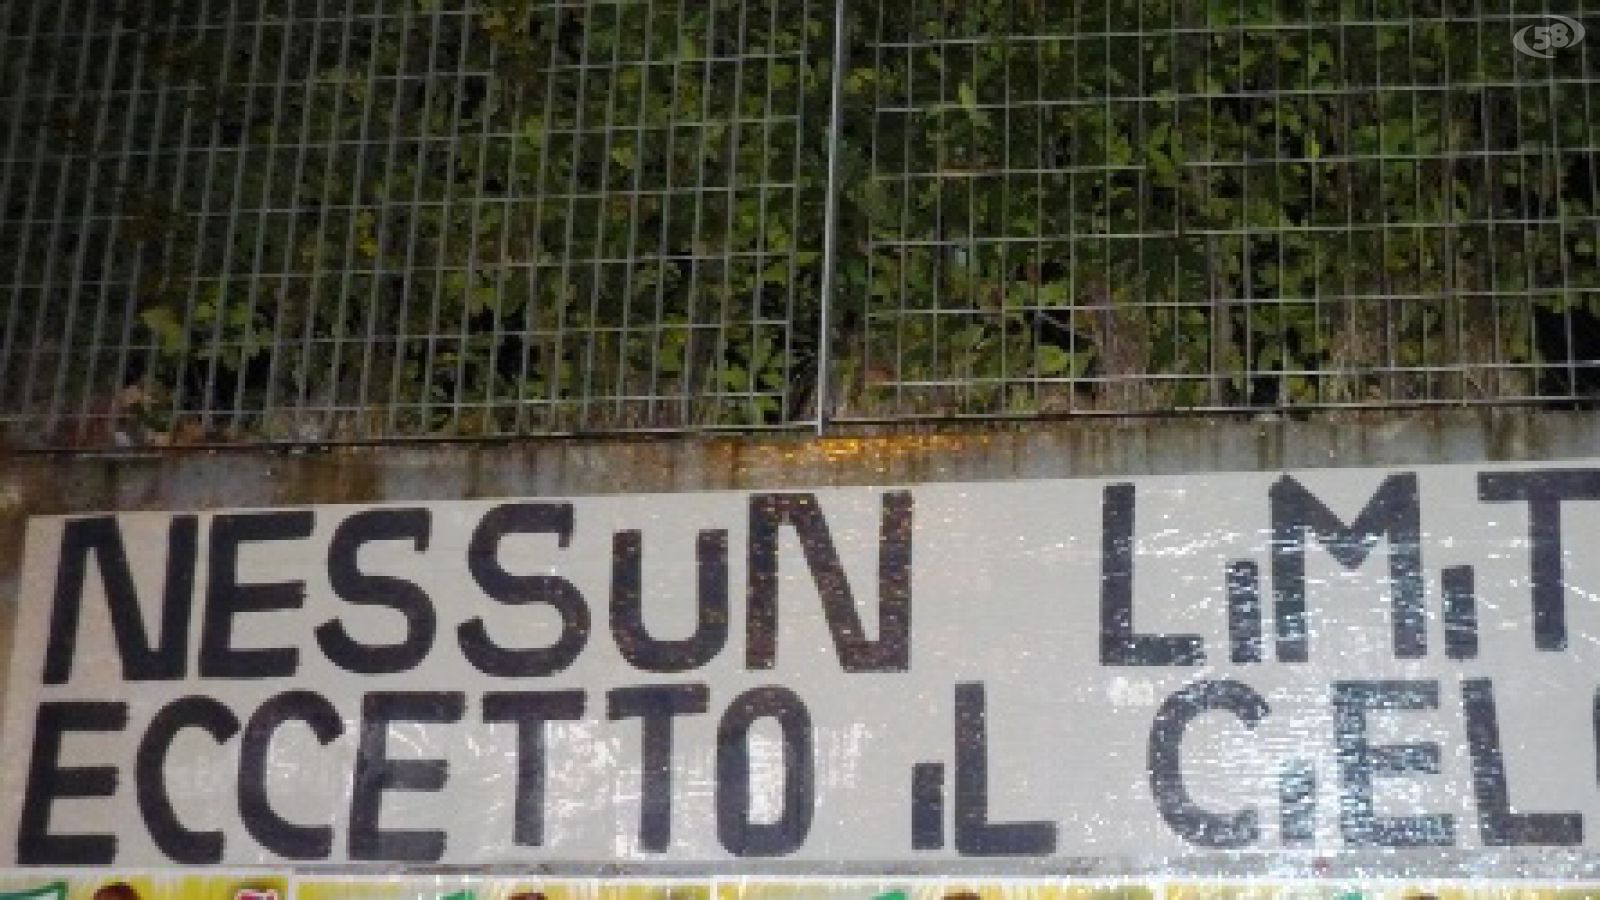 58
NESSuN LiMiT
ECCETTO iL CiEL